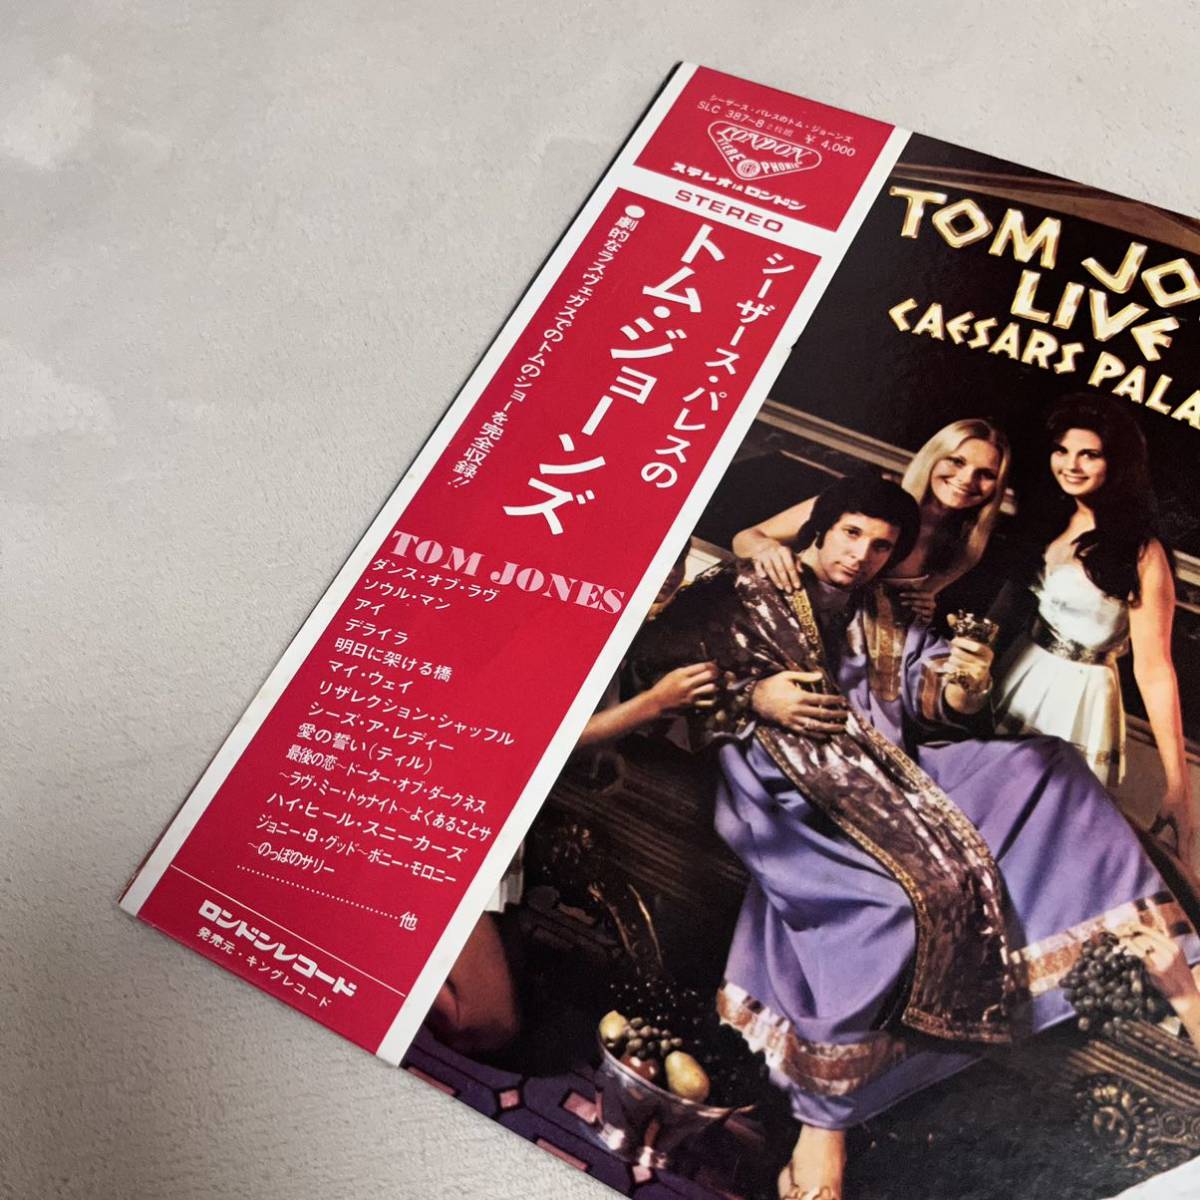 シーザース・パレスのトム・ジョーンズ
SLC 387~8 2枚組 ¥4,000
LONDON
STEREO PHONIC
ステレオはロンドン
STEREO
シーザース・パレスの
トム・ジョーンズ
●劇的なラスヴェガスでのトムのショーを完全収録!!
TOM JONES
ダンス・オブ・ラヴ
ソウル・マン
アイ
デライラ
明日に架ける橋
マイ・ウェイ
リザレクション・シャッフル
シーズ・ア・レディー
愛の誓い(ティル)
最後の恋~ドーター・オブ・ダークネス
~ラヴ・ミー・トゥナイト~よくあることサ
ハイ・ヒール・スニーカーズ
ジョニー・B・グッド~ボニー・モロニー
~のっぽのサリー
………………………他
ロンドンレコード
発売元・キングレコード
TOM JO
LIVE
CAESARS PALA